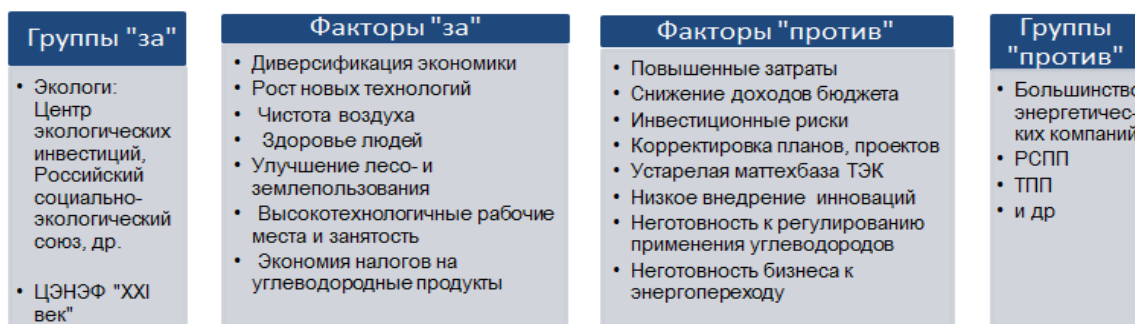 Группы "за"
• Экологи:
Центр
экологических
инвестиций,
Российский
социально-
экологический
союз, др.
• ЦЭНЭФ "XXI
век"
Факторы "за"
• Диверсификация экономики
• Рост новых технологий
• Чистота воздуха
• Здоровье людей
• Улучшение лесо- и
землепользования
• Высокотехнологичные рабочие
места и занятость
• Экономия налогов на
углеводородные продукты
Факторы "против"
• Повышенные затраты
• Снижение доходов бюджета
• Инвестиционные риски
• Корректировка планов, проектов
• Устарелая маттехбаза ТЭК
• Низкое внедрение инноваций
• Неготовность к регулированию
применения углеводородов
• Неготовность бизнеса к
энергопереходу
Группы
"против"
• Большинство
энергетичес-
ких компаний
• РСПП
• ТПП
• и др